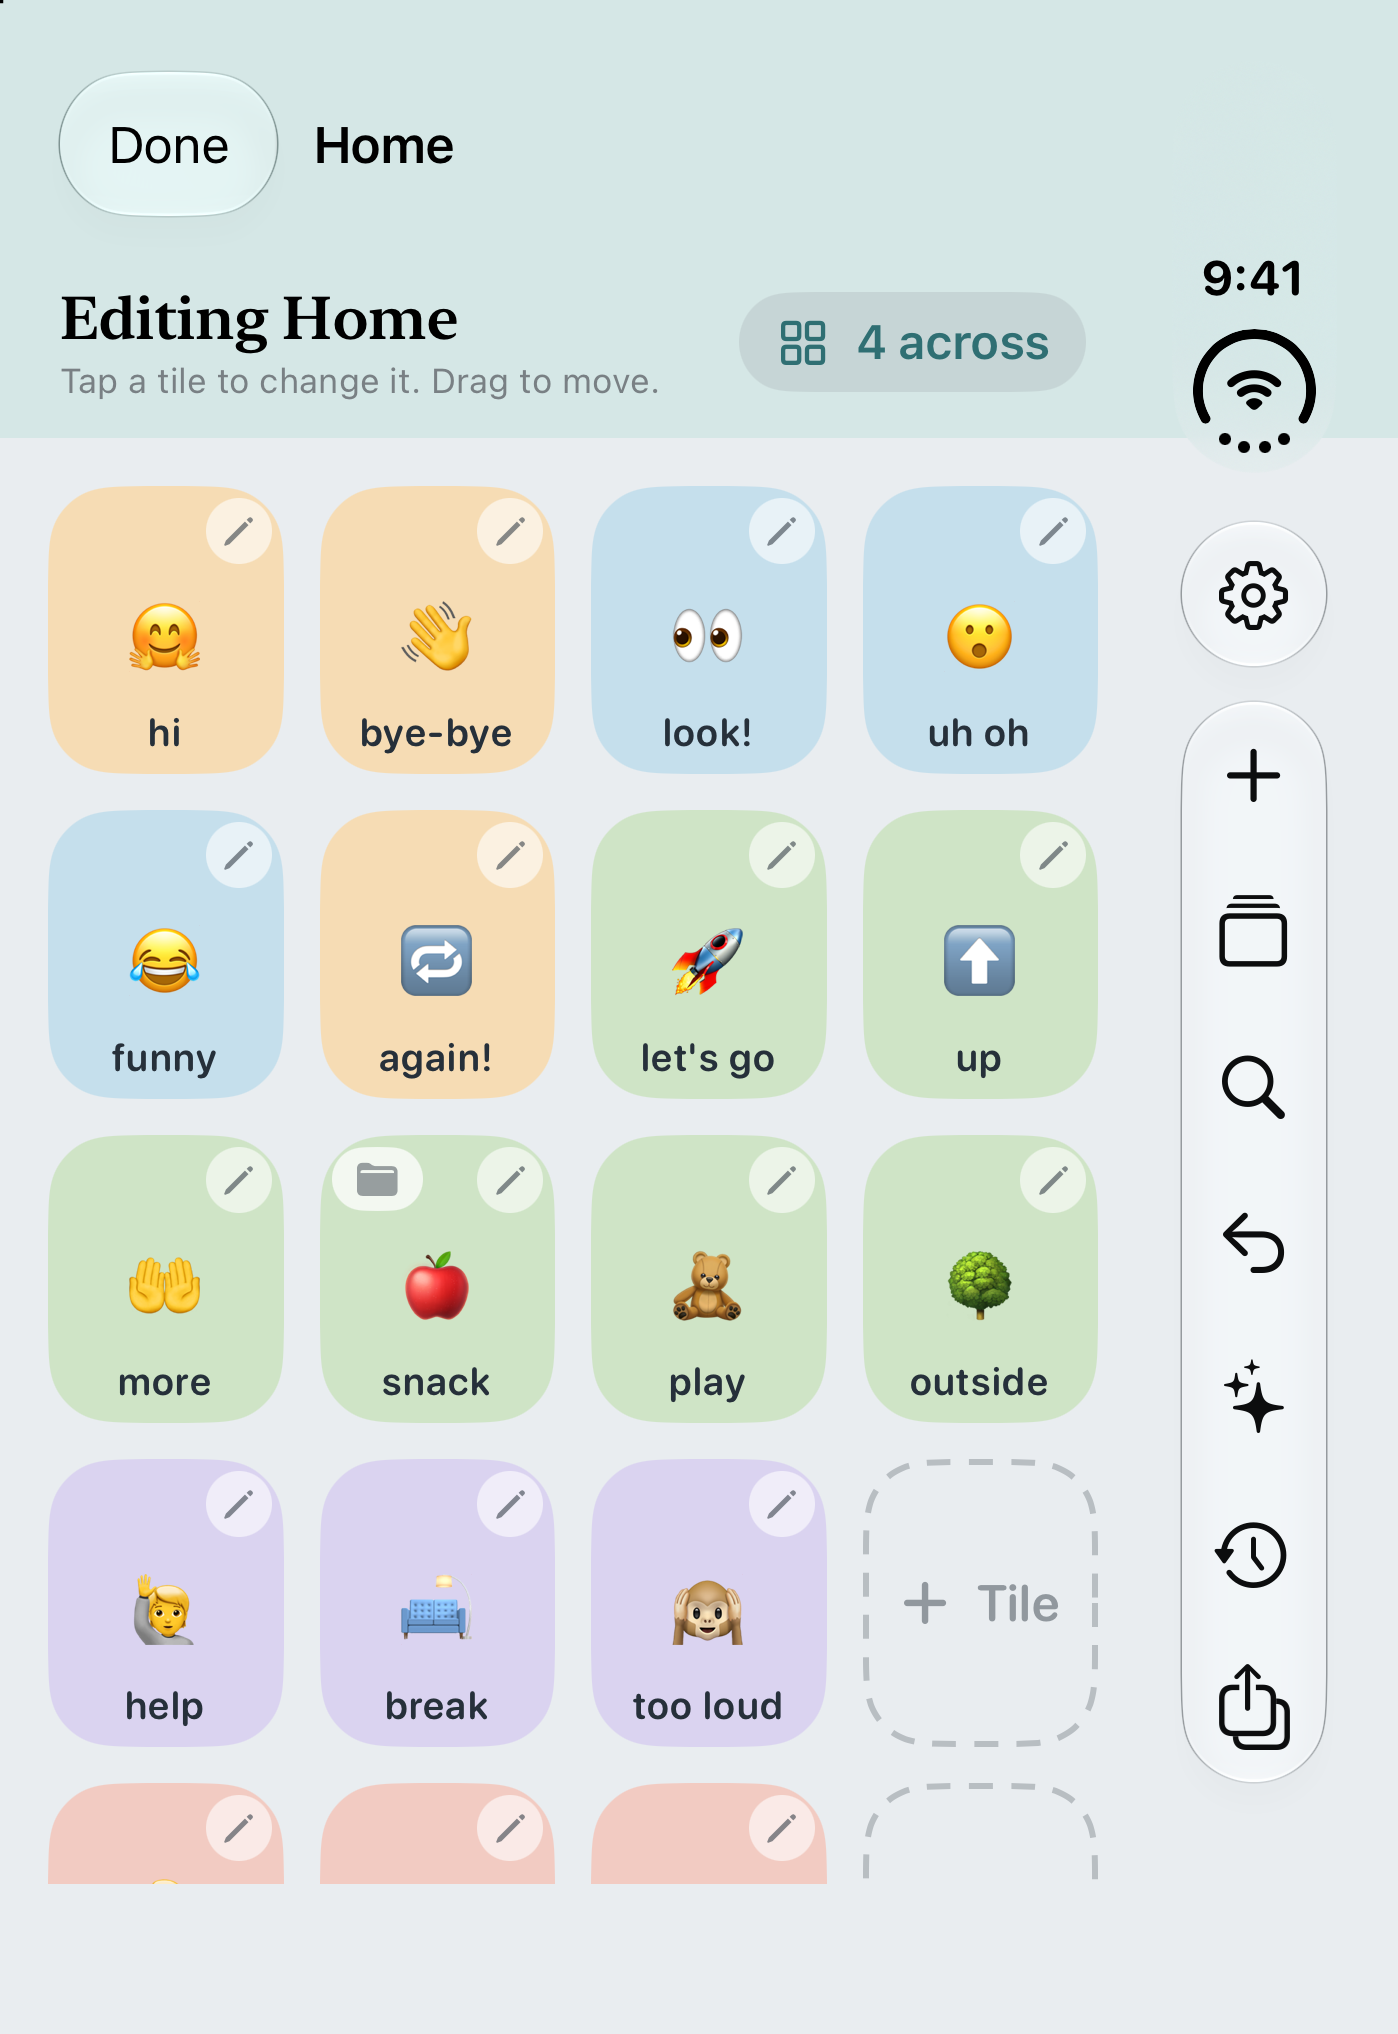 Done
Home
9:41
Editing Home
4 across
Tap a tile to change it. Drag to move.
hi
bye-bye
look!
uh oh
funny
again!
let's go
up
more
snack
play
outside
help
break
too loud
+ Tile